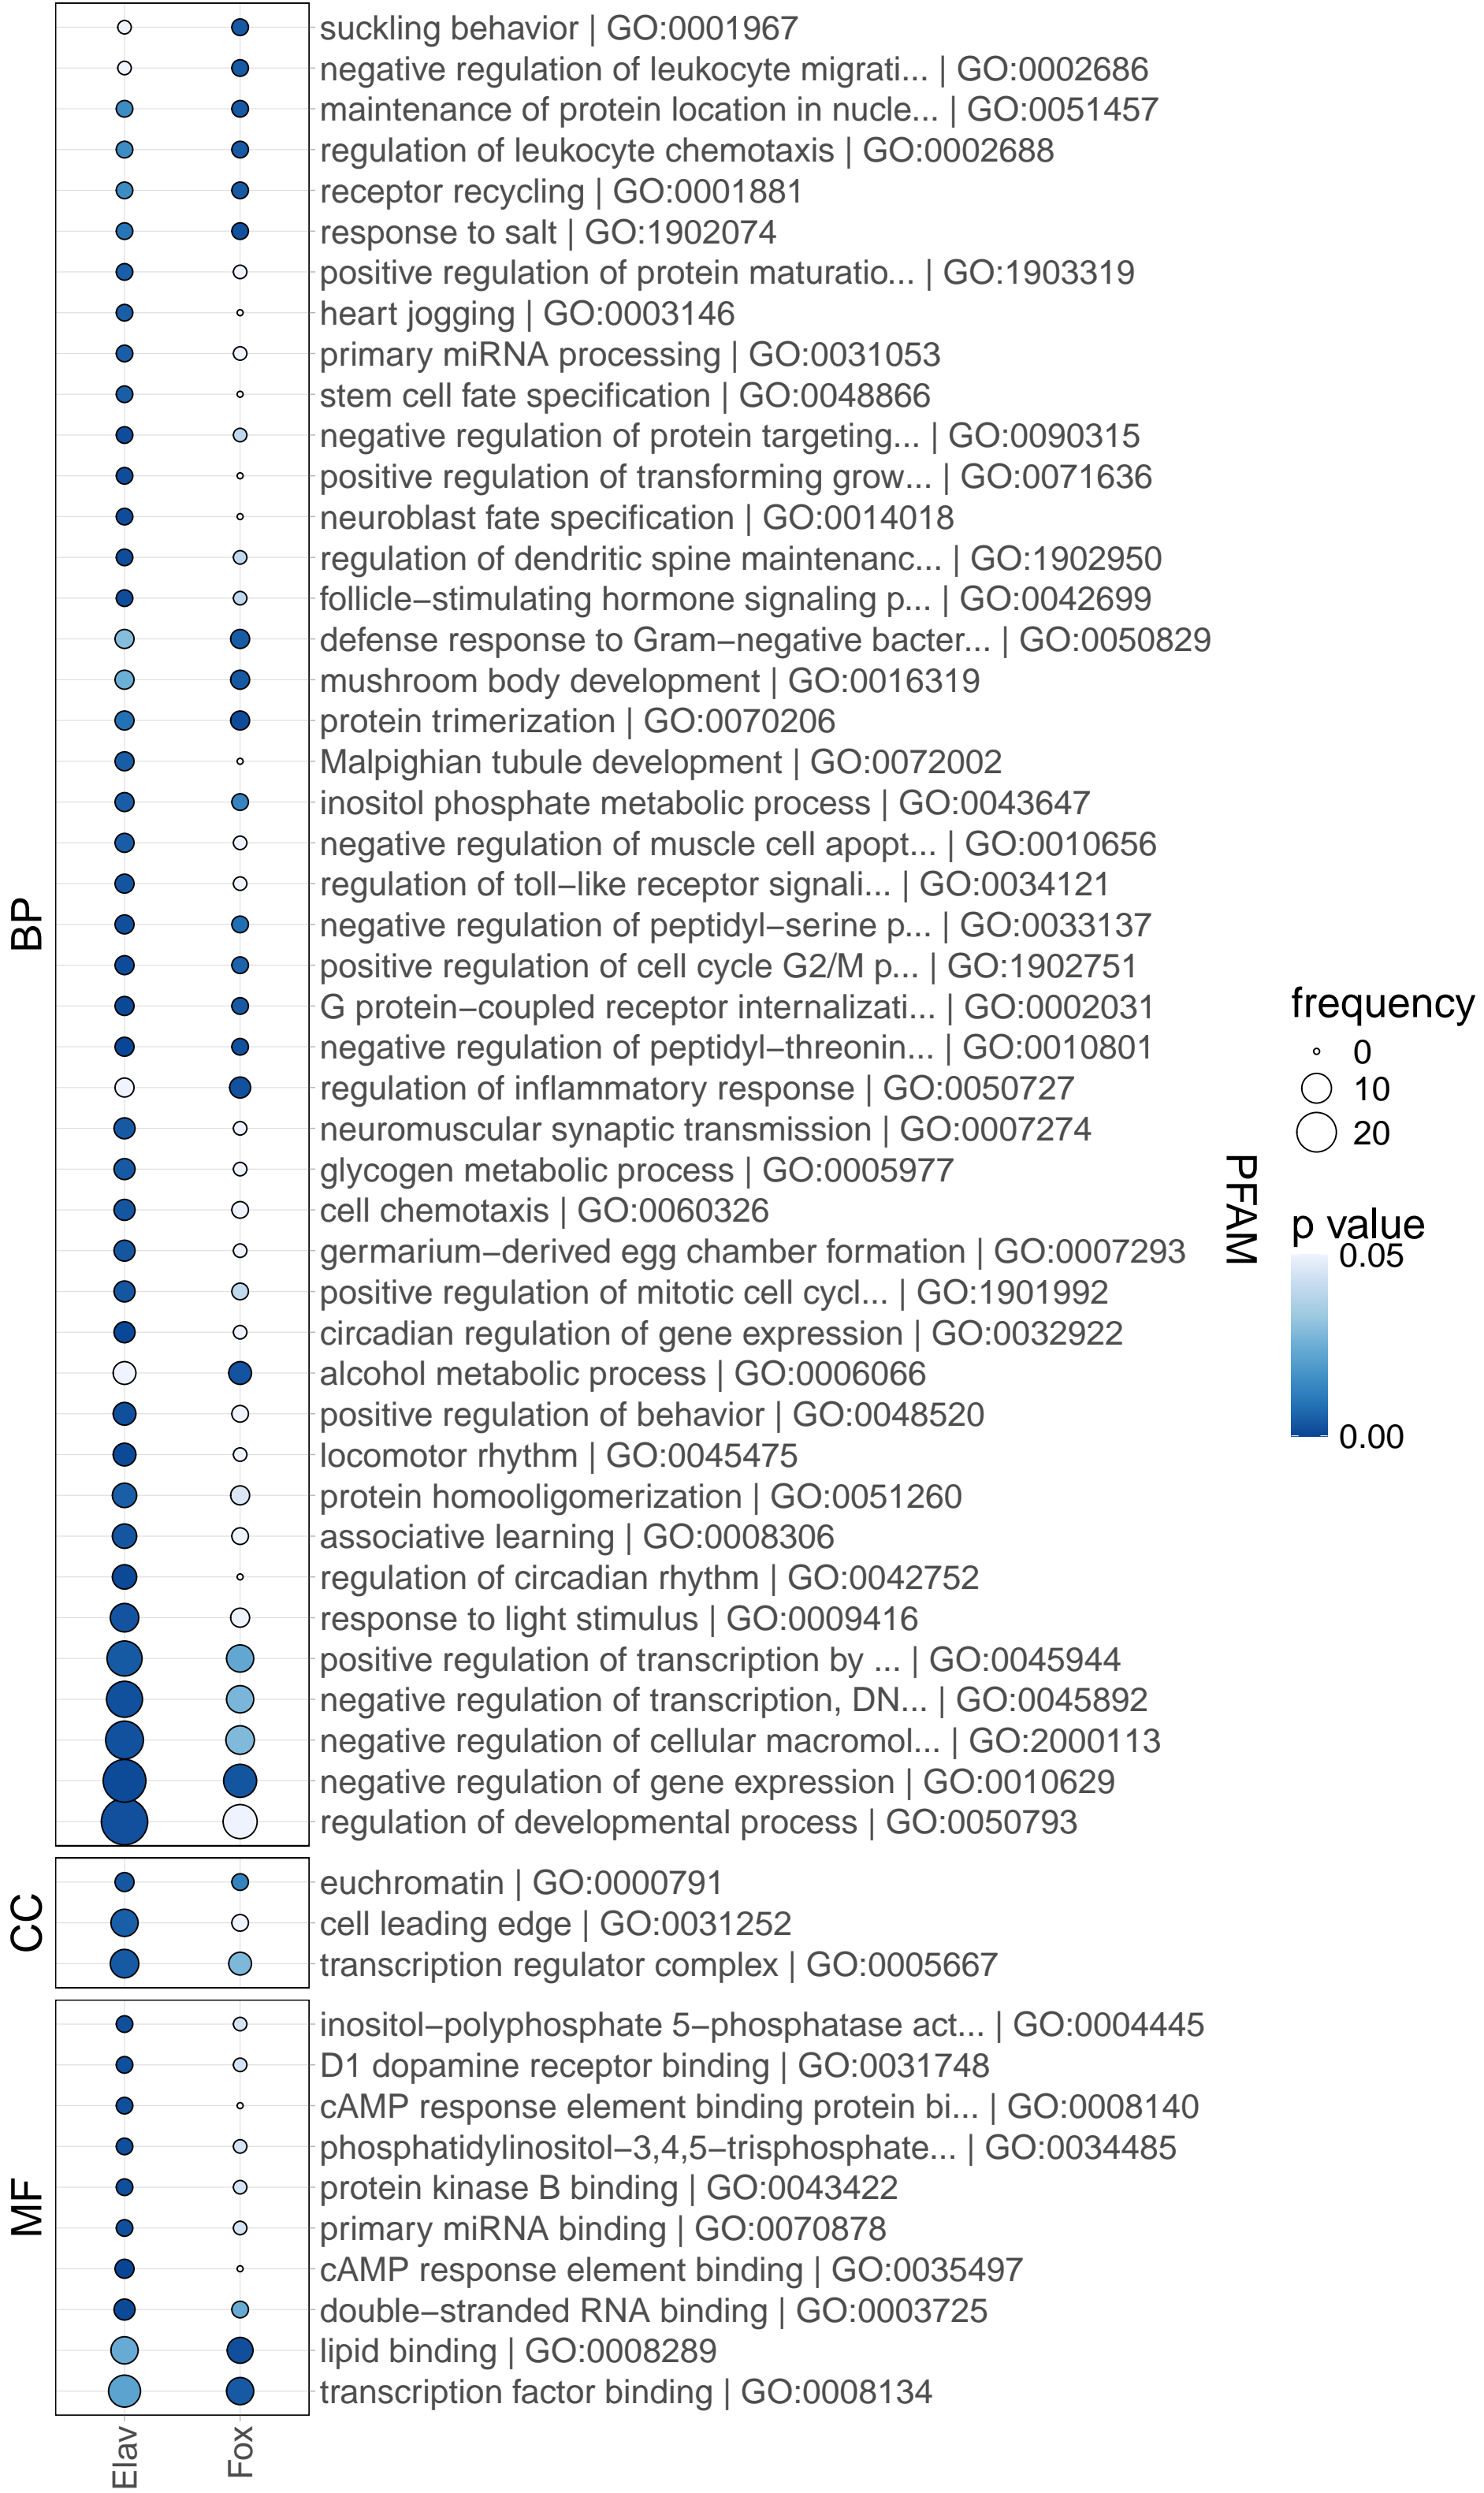 suckling behavior | GO:0001967
negative regulation of leukocyte migrati... | GO:0002686
maintenance of protein location in nucle... | GO:0051457
regulation of leukocyte chemotaxis | GO:0002688
receptor recycling | GO:0001881
response to salt | GO:1902074
positive regulation of protein maturatio... | GO:1903319
heart jogging | GO:0003146
primary miRNA processing | GO:0031053
stem cell fate specification | GO:0048866
negative regulation of protein targeting... | GO:0090315
positive regulation of transforming grow... | GO:0071636
neuroblast fate specification | GO:0014018
regulation of dendritic spine maintenanc... | GO:1902950
follicle−stimulating hormone signaling p... | GO:0042699
defense response to Gram−negative bacter... | GO:0050829
mushroom body development | GO:0016319
protein trimerization | GO:0070206
Malpighian tubule development | GO:0072002
inositol phosphate metabolic process | GO:0043647
negative regulation of muscle cell apopt... | GO:0010656
regulation of toll−like receptor signali... | GO:0034121
negative regulation of peptidyl−serine p... | GO:0033137
positive regulation of cell cycle G2/M p... | GO:1902751
G protein−coupled receptor internalizati... | GO:0002031
negative regulation of peptidyl−threonin... | GO:0010801
regulation of inflammatory response | GO:0050727
neuromuscular synaptic transmission | GO:0007274
glycogen metabolic process | GO:0005977
cell chemotaxis | GO:0060326
germarium−derived egg chamber formation | GO:0007293
positive regulation of mitotic cell cycl... | GO:1901992
circadian regulation of gene expression | GO:0032922
alcohol metabolic process | GO:0006066
positive regulation of behavior | GO:0048520
locomotor rhythm | GO:0045475
protein homooligomerization | GO:0051260
associative learning | GO:0008306
regulation of circadian rhythm | GO:0042752
response to light stimulus | GO:0009416
positive regulation of transcription by ... | GO:0045944
negative regulation of transcription, DN... | GO:0045892
negative regulation of cellular macromol... | GO:2000113
negative regulation of gene expression | GO:0010629
regulation of developmental process | GO:0050793
BP
euchromatin | GO:0000791
cell leading edge | GO:0031252
transcription regulator complex | GO:0005667
CC
inositol−polyphosphate 5−phosphatase act... | GO:0004445
D1 dopamine receptor binding | GO:0031748
cAMP response element binding protein bi... | GO:0008140
phosphatidylinositol−3,4,5−trisphosphate... | GO:0034485
protein kinase B binding | GO:0043422
primary miRNA binding | GO:0070878
cAMP response element binding | GO:0035497
double−stranded RNA binding | GO:0003725
lipid binding | GO:0008289
transcription factor binding | GO:0008134
MF
Elav
Fox
PFAM
frequency
0
10
20
p value
0.05
0.00